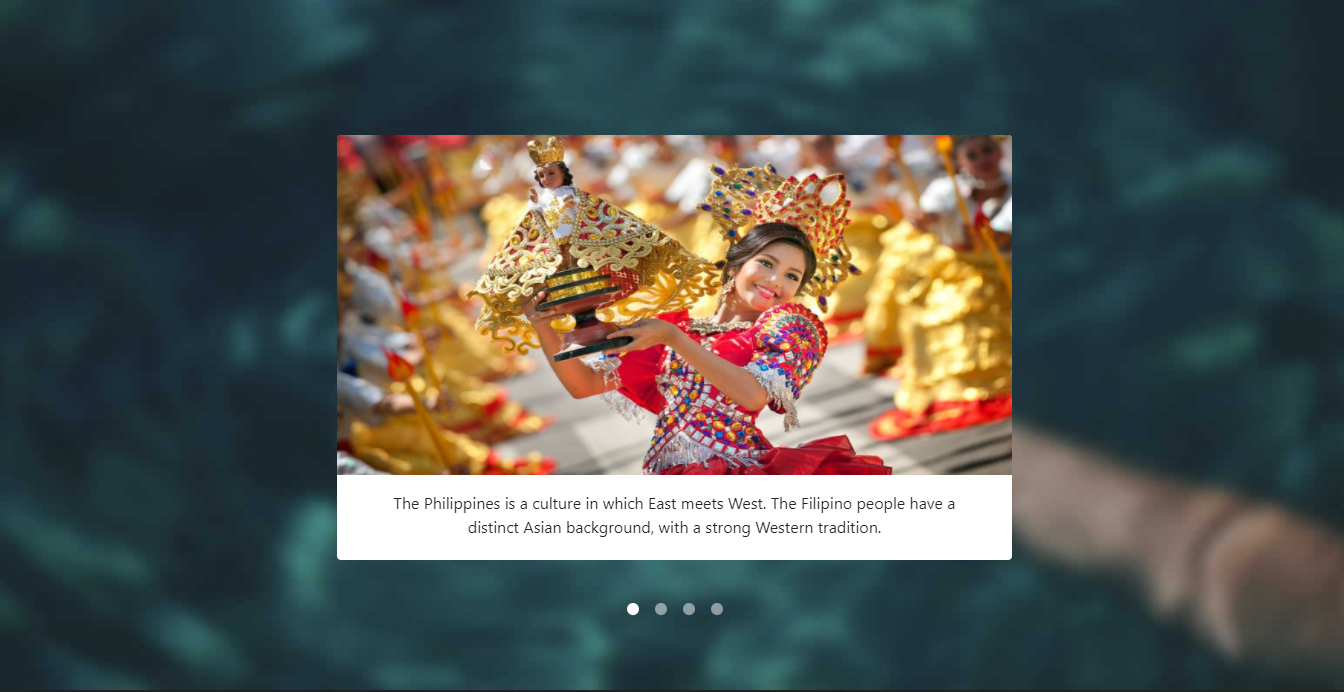 The Philippines is a culture in which East meets West. The Filipino people have a
distinct Asian background, with a strong Western tradition.